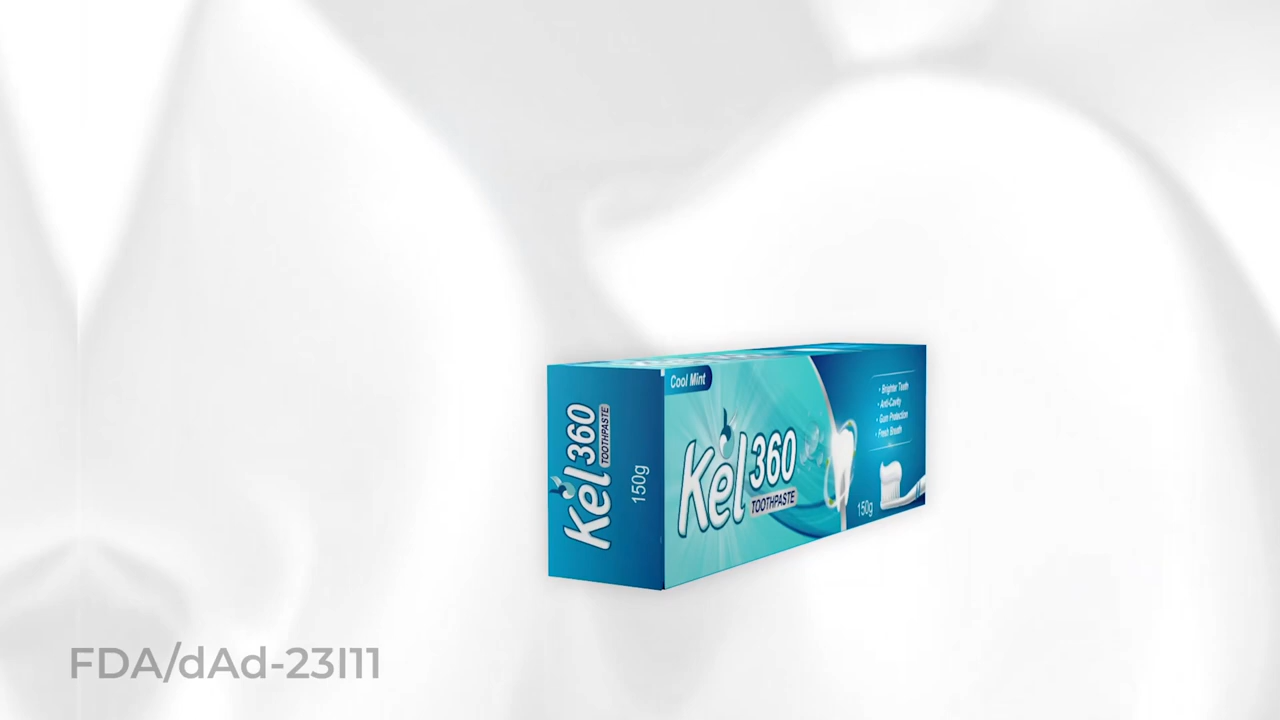 Cool Mint
Kel 360
TOOTHPASTE
150g
Kel 360
TOOTHPASTE
• Brighter Teeth
• Anti-Cavity
• Gum Protection
• Fresh Breath
150g
FDA/dAd-23I11